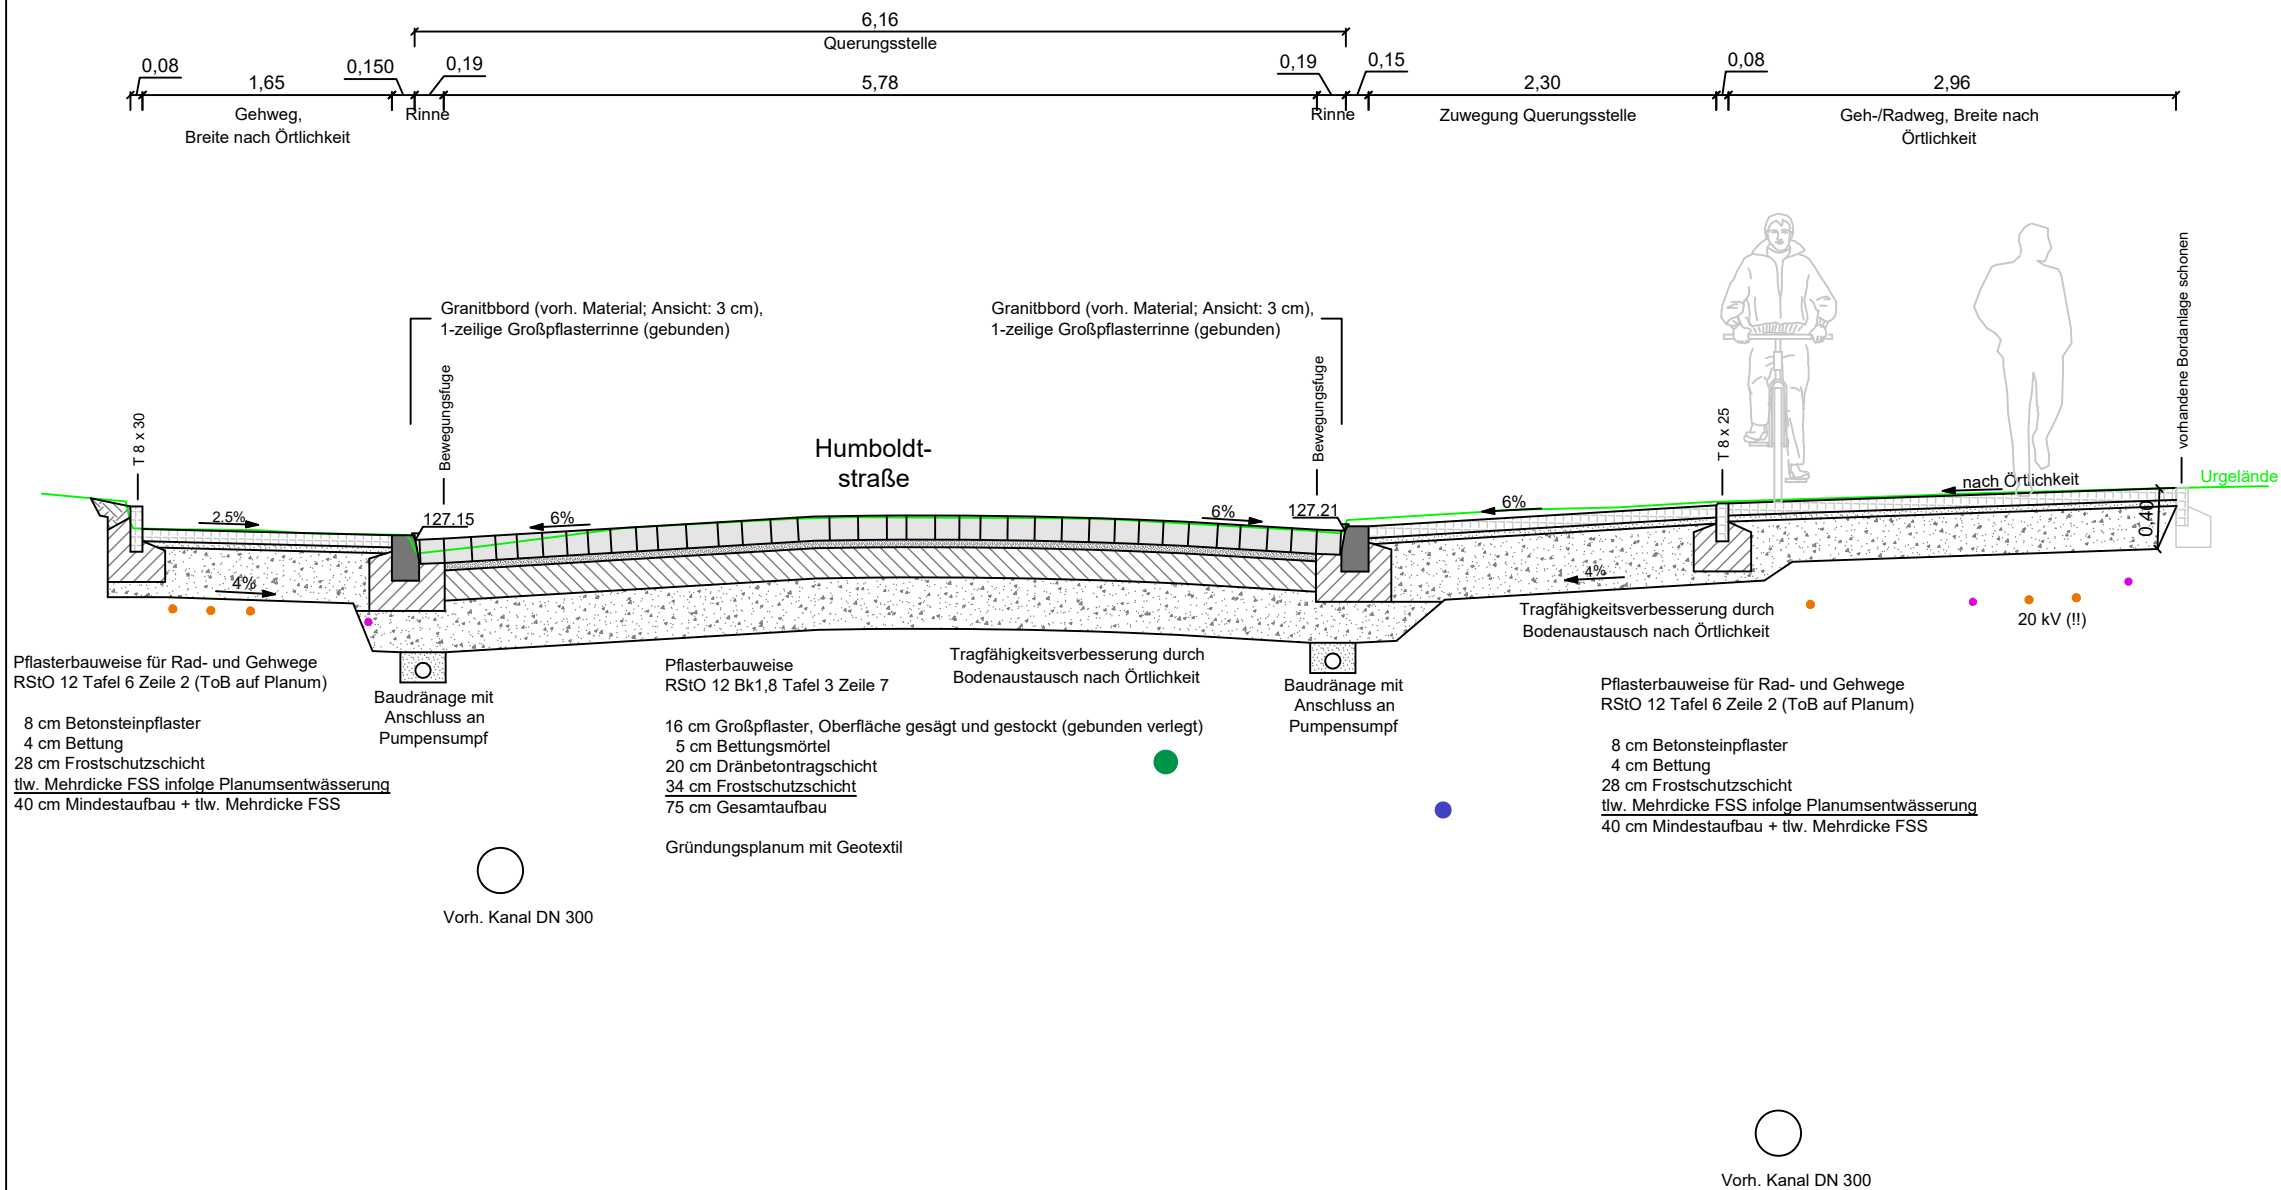 6,16
Querungsstelle
0,08
1,65
0,150
0,19
5,78
0,19
0,15
2,30
0,08
2,96
Gehweg,
Breite nach Örtlichkeit
Rinne
Rinne
Zuwegung Querungsstelle
Geh-/Radweg, Breite nach
Örtlichkeit
Granitbbord (vorh. Material; Ansicht: 3 cm),
1-zeilige Großpflasterrinne (gebunden)
Granitbbord (vorh. Material; Ansicht: 3 cm),
1-zeilige Großpflasterrinne (gebunden)
T 8 x 30
Bewegungsfuge
Humboldt-
straße
Bewegungsfuge
T 8 x 25
vorhandene Bordanlage schonen
Urgelände
nach Örtlichkeit
2.5%
127.15
6%
6%
127.21
6%
0,40
4%
4%
20 kV (!!)
Tragfähigkeitsverbesserung durch
Bodenaustausch nach Örtlichkeit
Tragfähigkeitsverbesserung durch
Bodenaustausch nach Örtlichkeit
Pflasterbauweise für Rad- und Gehwege
RStO 12 Tafel 6 Zeile 2 (ToB auf Planum)
8 cm Betonsteinpflaster
4 cm Bettung
28 cm Frostschutzschicht
tlw. Mehrdicke FSS infolge Planumsentwässerung
40 cm Mindestaufbau + tlw. Mehrdicke FSS
Baudränage mit
Anschluss an
Pumpensumpf
Pflasterbauweise
RStO 12 Bk1,8 Tafel 3 Zeile 7
16 cm Großpflaster, Oberfläche gesägt und gestockt (gebunden verlegt)
5 cm Bettungsmörtel
20 cm Dränbetontragschicht
34 cm Frostschutzschicht
75 cm Gesamtaufbau
Gründungsplanum mit Geotextil
Baudränage mit
Anschluss an
Pumpensumpf
Pflasterbauweise für Rad- und Gehwege
RStO 12 Tafel 6 Zeile 2 (ToB auf Planum)
8 cm Betonsteinpflaster
4 cm Bettung
28 cm Frostschutzschicht
tlw. Mehrdicke FSS infolge Planumsentwässerung
40 cm Mindestaufbau + tlw. Mehrdicke FSS
Vorh. Kanal DN 300
Vorh. Kanal DN 300